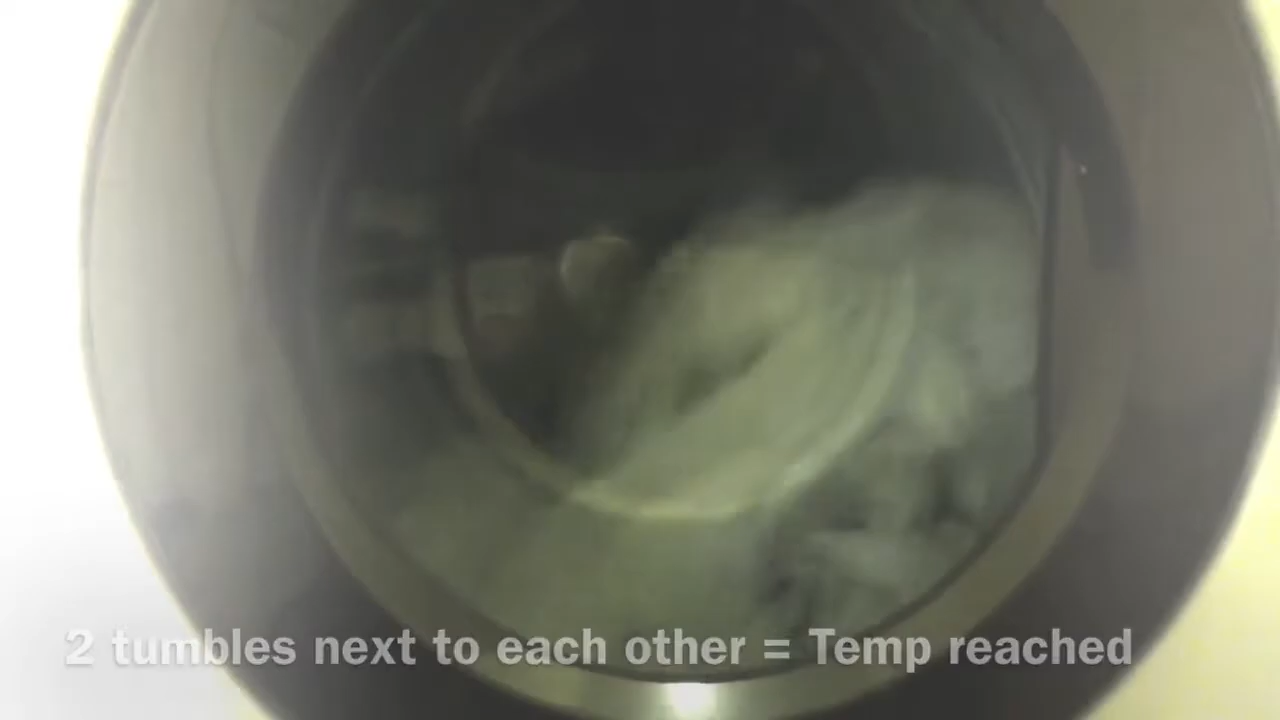 2 tumbles next to each other = Temp reached